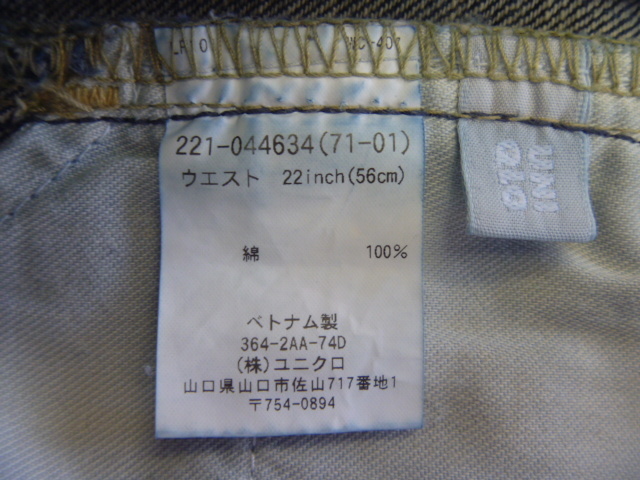 221-044634(71-01)
ウエスト 22inch(56cm)
綿 100%
ベトナム製
364-2AA-74D
(株)ユニクロ
山口県山口市佐山717番地1
〒754-0894
UNI
QLO